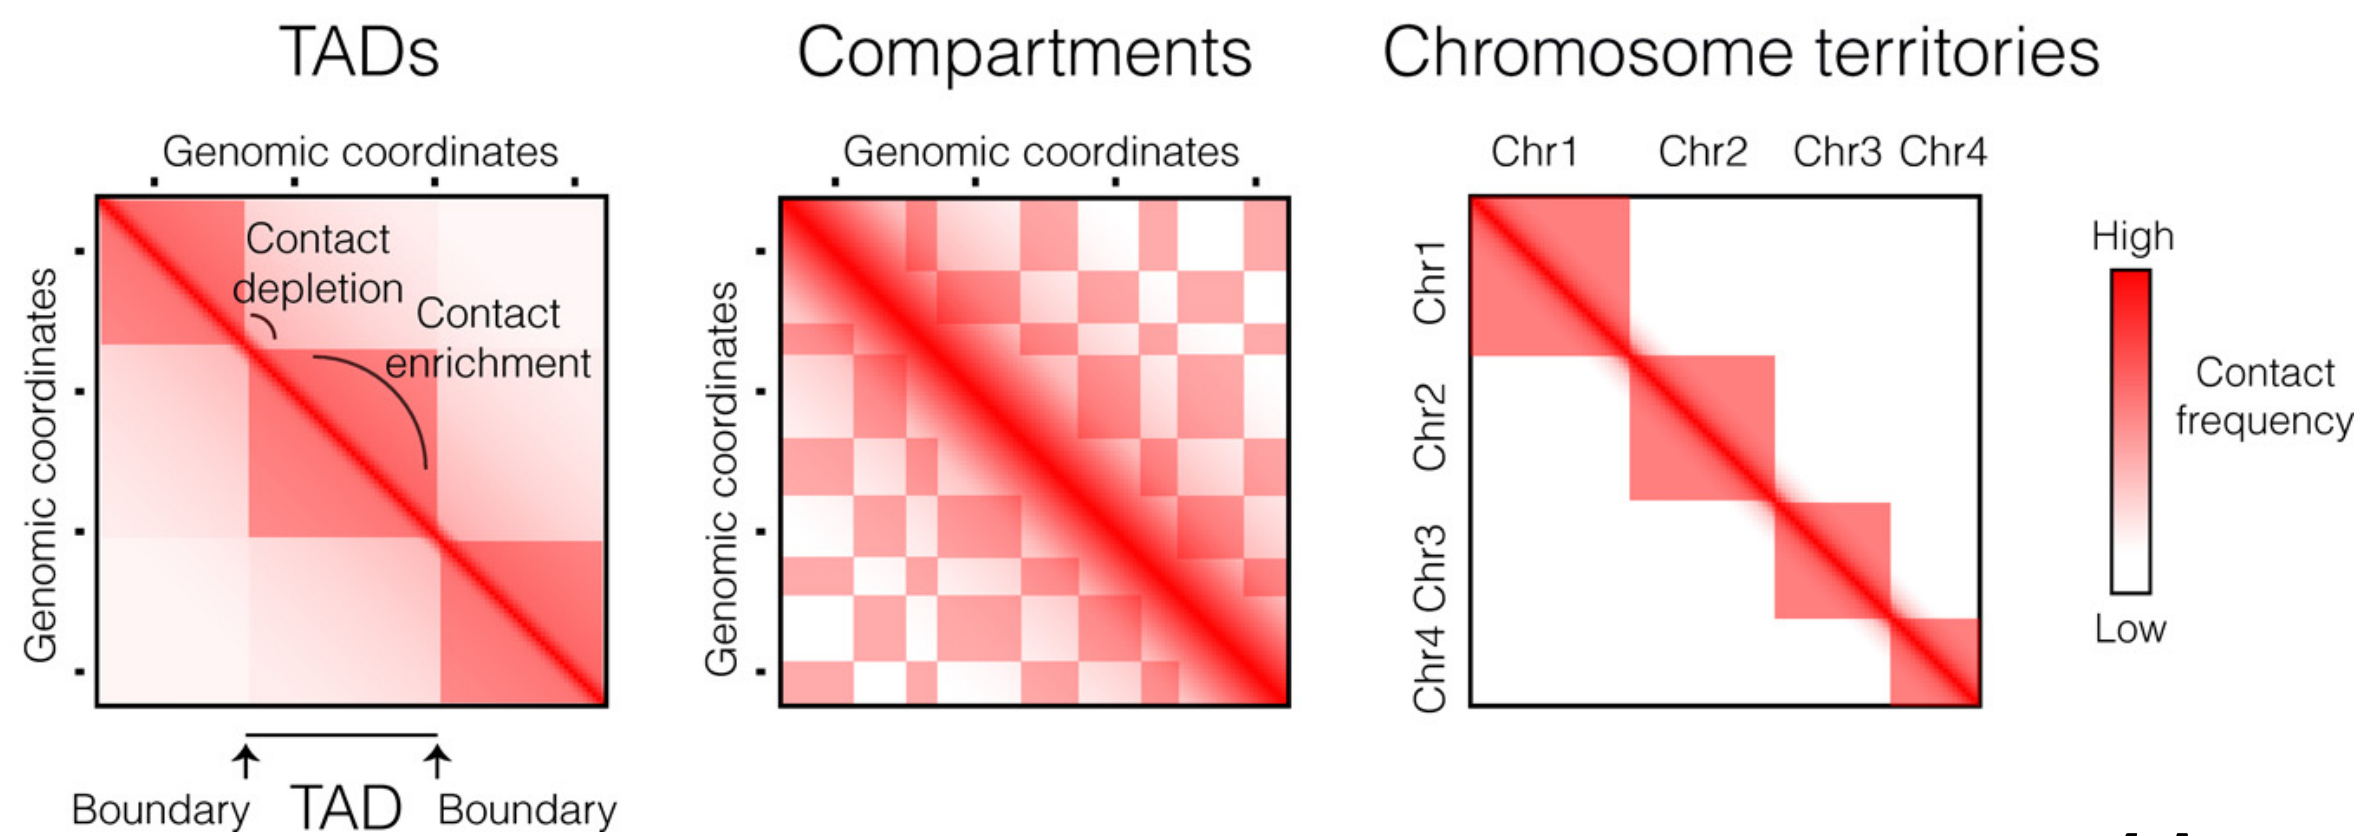 TADs
Genomic coordinates
Genomic coordinates
Contact
depletion
Contact
enrichment
Boundary
TAD
Boundary
Compartments
Genomic coordinates
Genomic coordinates
Chromosome territories
Chr1 Chr2 Chr3 Chr4
Chr1
Chr2
Chr3
Chr4
High
Contact
frequency
Low